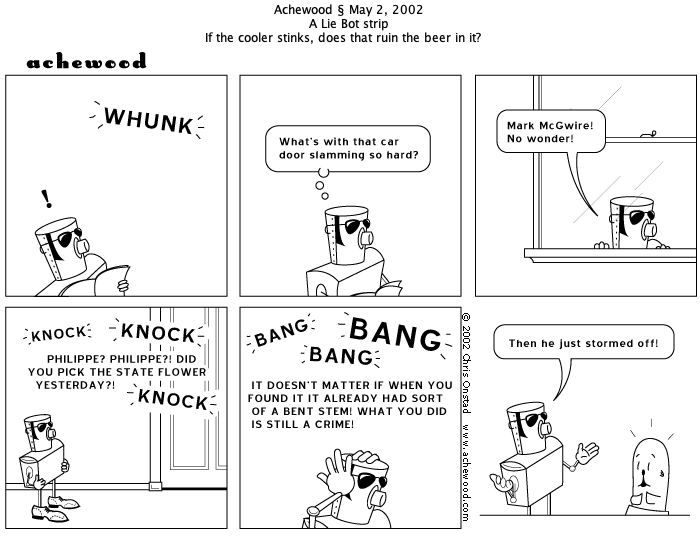 Achewood § May 2, 2002
A Lie Bot strip
If the cooler stinks, does that ruin the beer in it?
achewood
WHUNK
!
What's with that car
door slamming so hard?
Mark McGwire!
No wonder!
KNOCK KNOCK
PHILIPPE? PHILIPPE?! DID
YOU PICK THE STATE FLOWER
YESTERDAY?!
KNOCK
BANG BANG
BANG
IT DOESN'T MATTER IF WHEN YOU
FOUND IT IT ALREADY HAD SORT
OF A BENT STEM! WHAT YOU DID
IS STILL A CRIME!
© 2002 Chris Onstad www.achewood.com
Then he just stormed off!